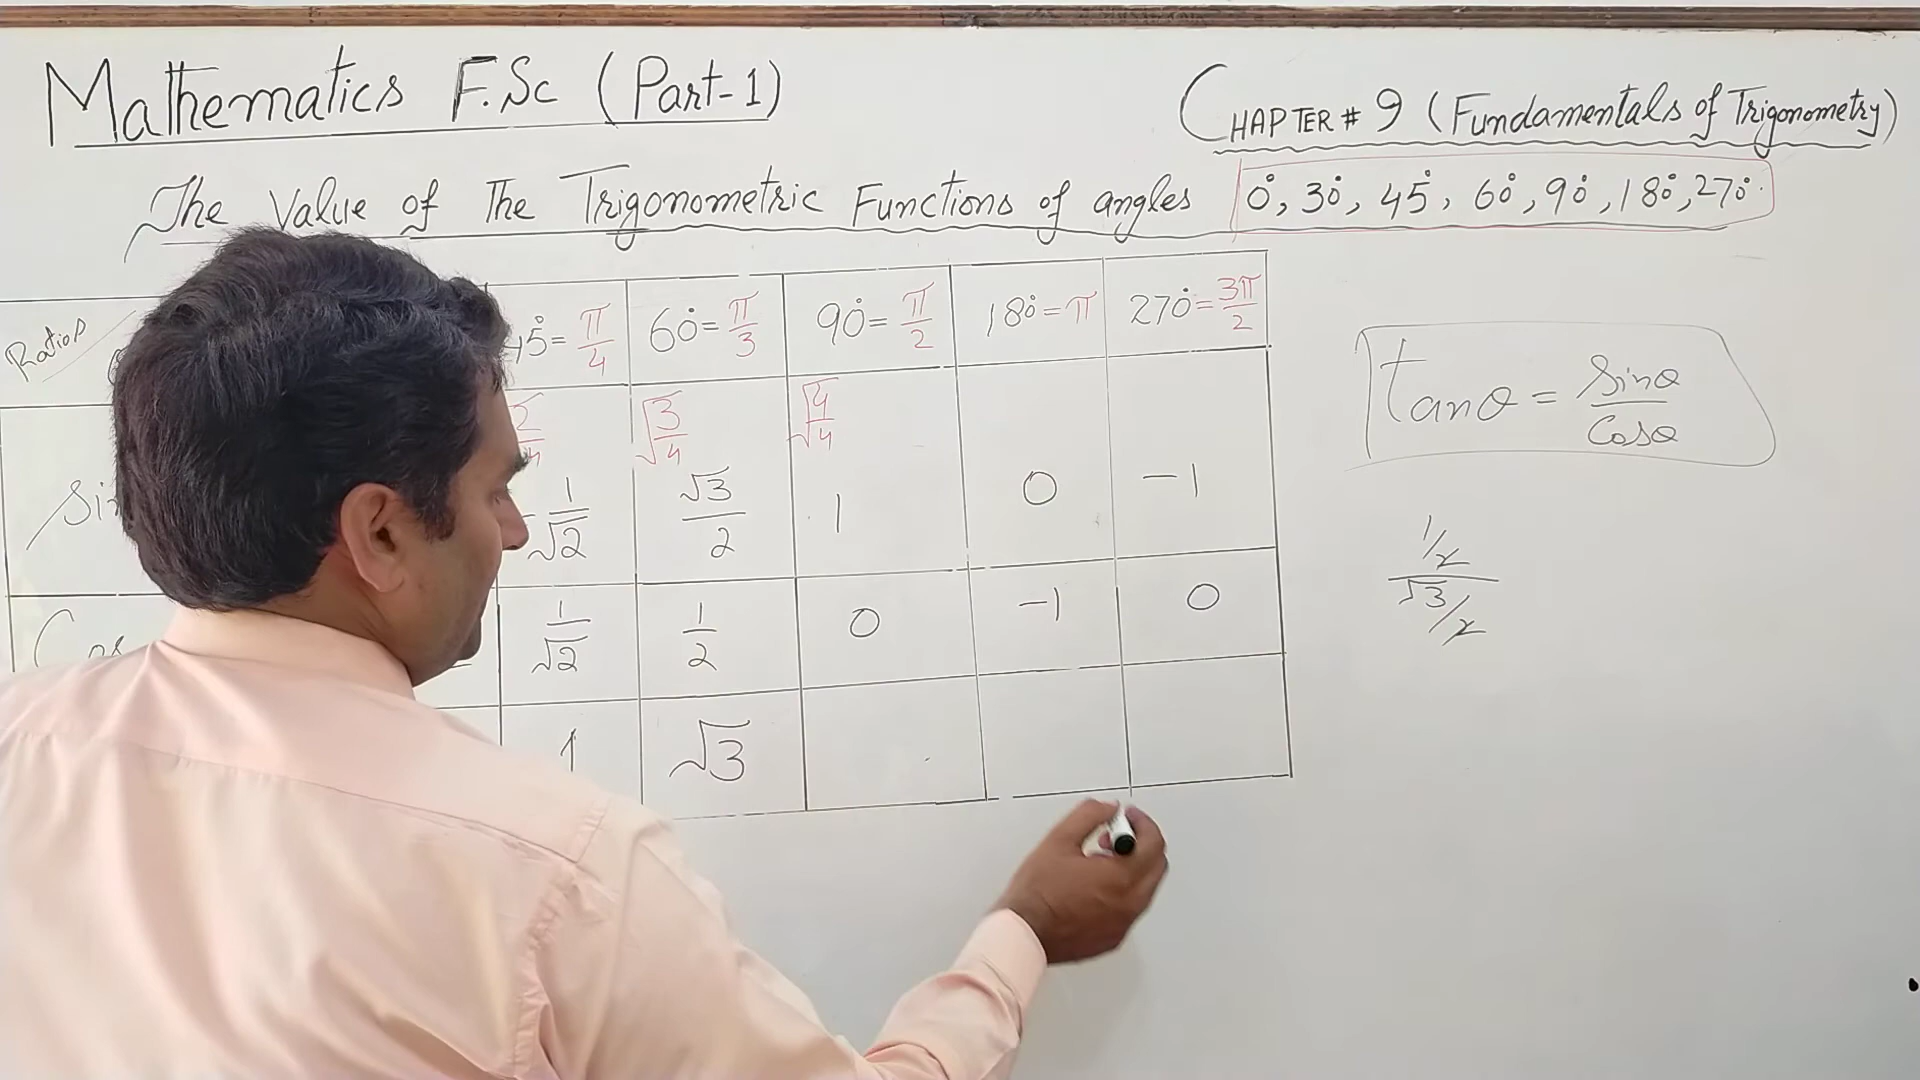 Mathematics F.Sc (Part-1)
CHAPTER # 9 (Fundamentals of Trigonometry)
The Value of The Trigonometric Functions of angles 0°, 30°, 45°, 60°, 90°, 180°, 270°.
Ratios 45° = π/4 60° = π/3 90° = π/2 180° = π 270° = 3π/2
√3/4 √4/4
1/√2 √3/2 1 0 -1
Cos 1/√2 1/2 0 -1 0
1 √3
tanθ = Sinθ/Cosθ
1/2
√3/2